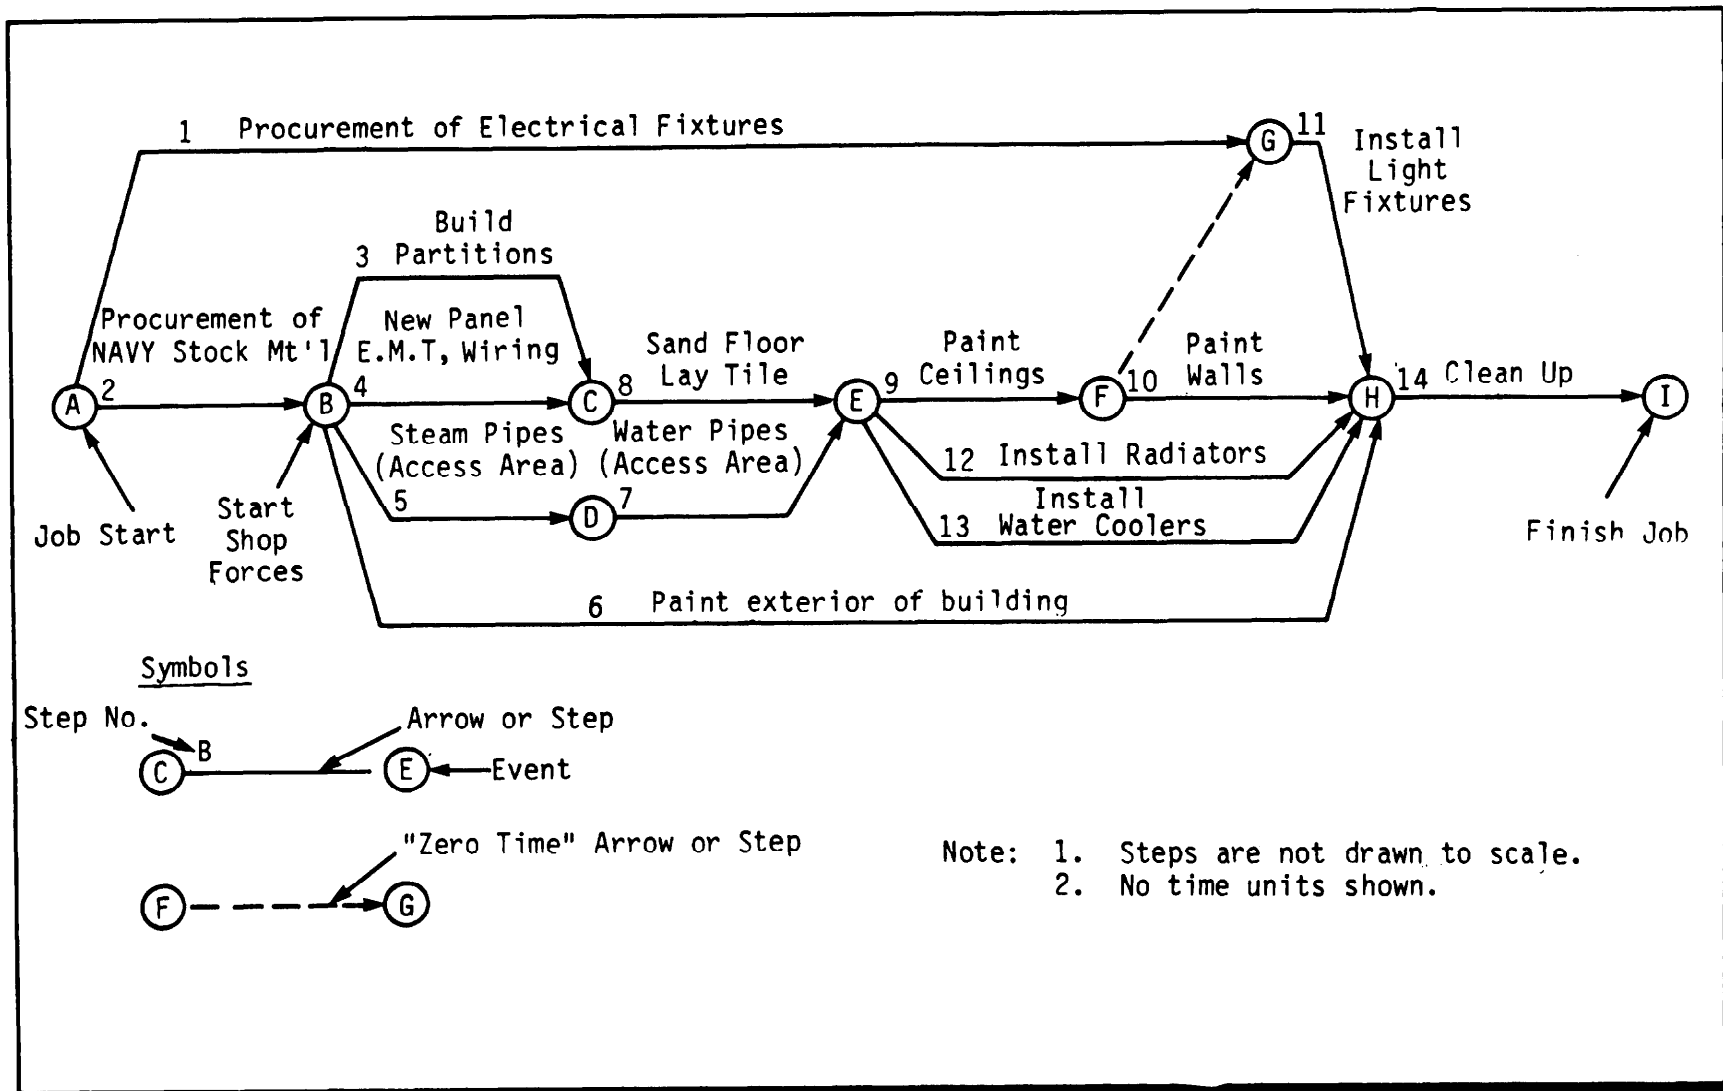 1 Procurement of Electrical Fixtures
G
11
Install
Light
Fixtures
Build
3 Partitions
Procurement of
NAVY Stock Mt'l
New Panel
E.M.T, Wiring
Sand Floor
Lay Tile
Paint
Ceilings
Paint
Walls
A
2
B
4
C
8
E
9
F
10
H
14 Clean Up
I
Steam Pipes
(Access Area)
Water Pipes
(Access Area)
5
D
7
12 Install Radiators
Install
13 Water Coolers
Job Start
Start
Shop
Forces
Finish Job
6 Paint exterior of building
Symbols
Step No.
Arrow or Step
C
B
E
Event
"Zero Time" Arrow or Step
F
G
Note: 1. Steps are not drawn to scale.
2. No time units shown.